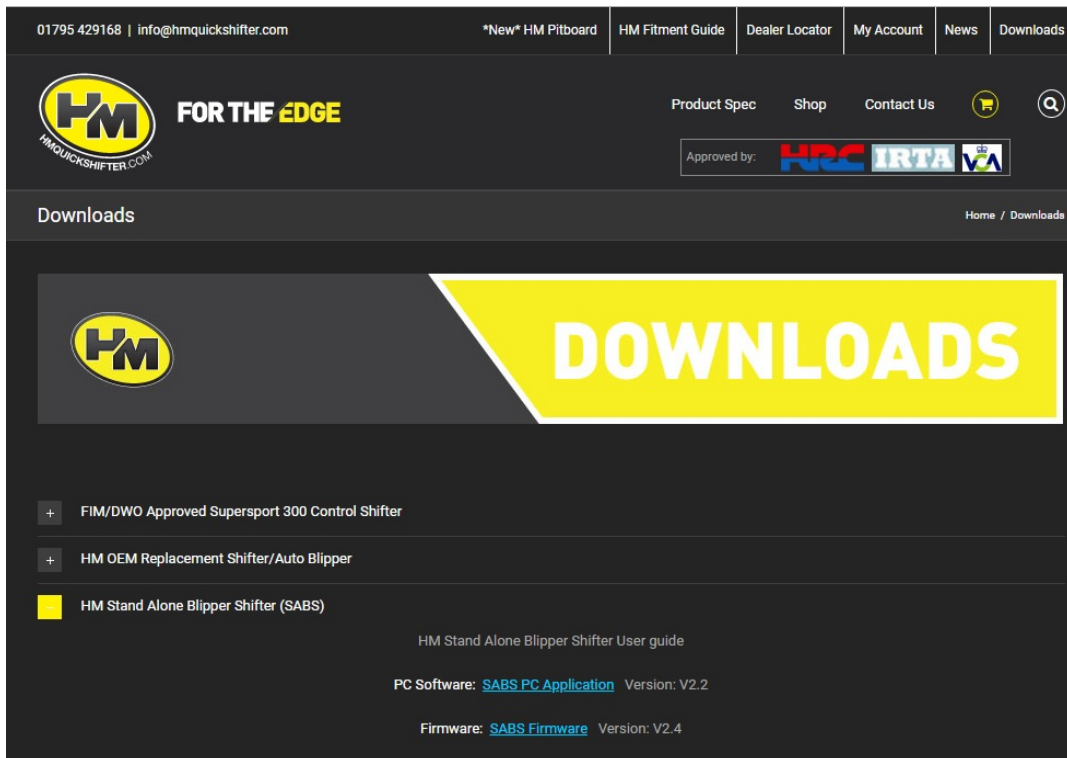 01795 429168 | info@hmquickshifter.com
*New* HM Pitboard
HM Fitment Guide
Dealer Locator
My Account
News
Downloads
HM
HMQUICKSHIFTER.COM
FOR THE EDGE
Product Spec
Shop
Contact Us
Approved by:
HRC
IRTA
VCA
Downloads
Home / Downloads
HM
DOWNLOADS
+ FIM/DWO Approved Supersport 300 Control Shifter
+ HM OEM Replacement Shifter/Auto Blipper
- HM Stand Alone Blipper Shifter (SABS)
HM Stand Alone Blipper Shifter User guide
PC Software: SABS PC Application Version: V2.2
Firmware: SABS Firmware Version: V2.4